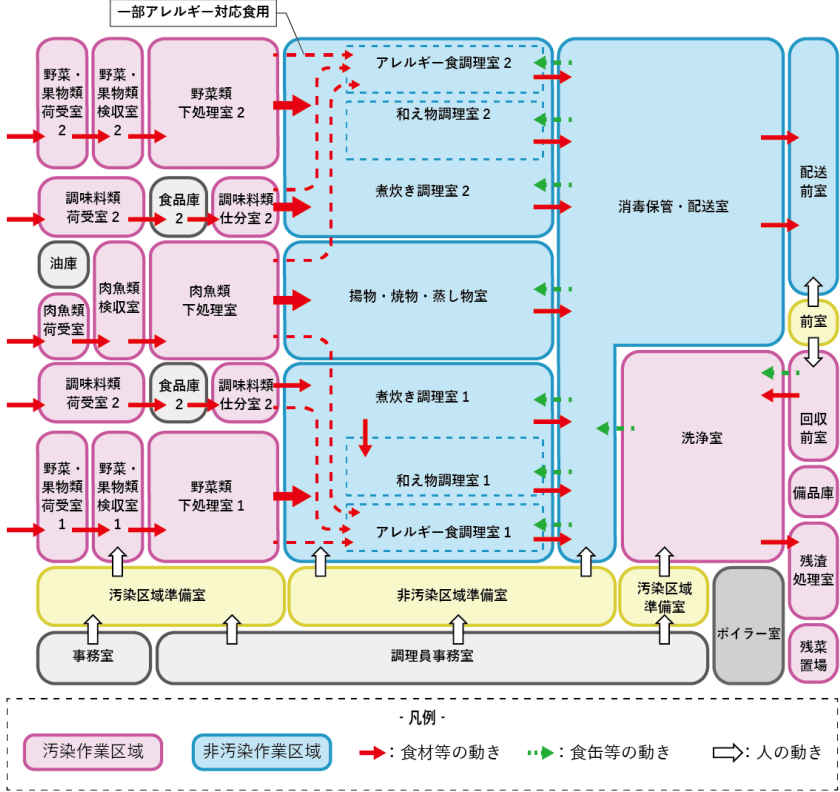 一部アレルギー対応食用
野菜・
果物類
荷受室
2
野菜・
果物類
検収室
2
野菜類
下処理室 2
アレルギー食調理室 2
和え物調理室 2
煮炊き調理室 2
消毒保管・配送室
配送
前室
調味料類
荷受室 2
食品庫
2
調味料類
仕分室 2
油庫
肉魚類
荷受室
肉魚類
検収室
肉魚類
下処理室
揚物・焼物・蒸し物室
前室
調味料類
荷受室 2
食品庫
2
調味料類
仕分室 2
煮炊き調理室 1
洗浄室
回収
前室
野菜・
果物類
荷受室
1
野菜・
果物類
検収室
1
野菜類
下処理室 1
和え物調理室 1
アレルギー食調理室 1
備品庫
残渣
処理室
汚染区域準備室
非汚染区域準備室
汚染区域
準備室
ボイラー室
残菜
置場
事務室
調理員事務室
- 凡例 -
汚染作業区域
非汚染作業区域
：食材等の動き
：食缶等の動き
：人の動き